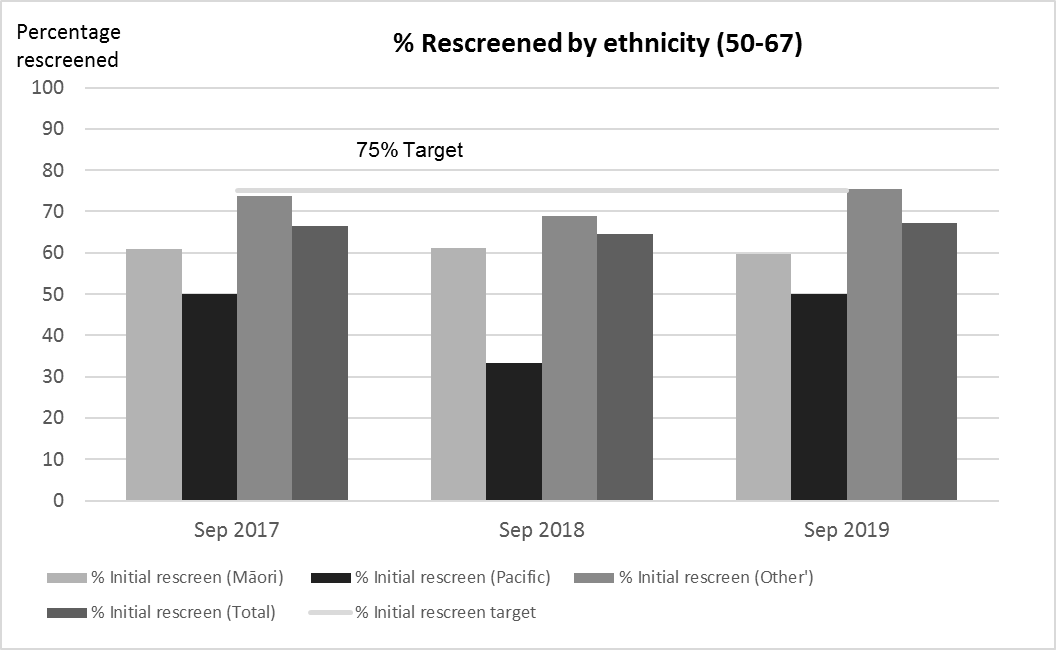 Percentage
rescreened
% Rescreened by ethnicity (50-67)
100
90
80
70
60
50
40
30
20
10
0
75% Target
Sep 2017
Sep 2018
Sep 2019
% Initial rescreen (Māori)
% Initial rescreen (Pacific)
% Initial rescreen (Other')
% Initial rescreen (Total)
% Initial rescreen target